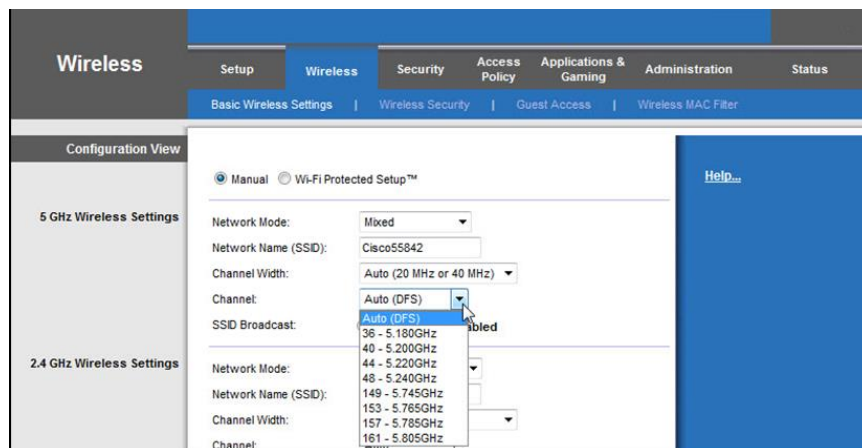 Wireless
Setup Wireless Security Access Policy Applications & Gaming Administration Status
Basic Wireless Settings | Wireless Security | Guest Access | Wireless MAC Filter
Configuration View
Manual Wi-Fi Protected Setup™
Help...
5 GHz Wireless Settings
Network Mode: Mixed
Network Name (SSID): Cisco55842
Channel Width: Auto (20 MHz or 40 MHz)
Channel: Auto (DFS)
SSID Broadcast:
Auto (DFS)
36 - 5.180GHz
40 - 5.200GHz
44 - 5.220GHz
48 - 5.240GHz
149 - 5.745GHz
153 - 5.765GHz
157 - 5.785GHz
161 - 5.805GHz
2.4 GHz Wireless Settings
Network Mode:
Network Name (SSID):
Channel Width:
Channel: